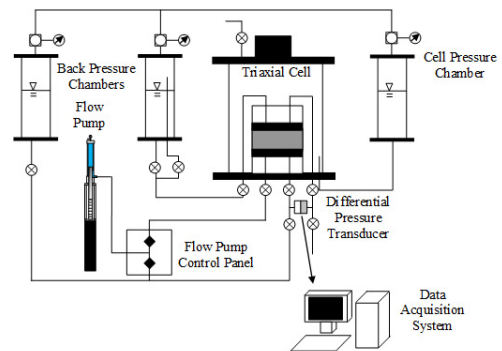 Back Pressure
Chambers
Triaxial Cell
Cell Pressure
Chamber
Flow
Pump
Differential
Pressure
Transducer
Flow Pump
Control Panel
Data
Acquisition
System